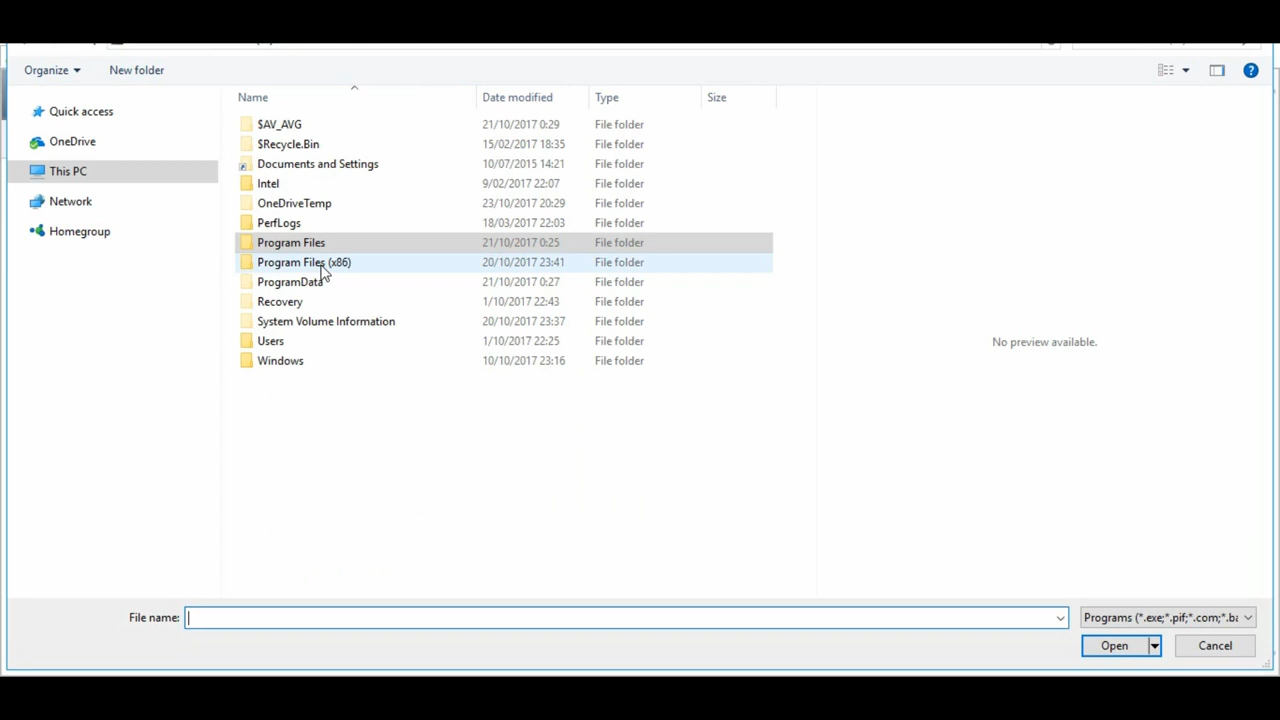 Organize New folder
Name Date modified Type Size
Quick access
OneDrive
This PC
Network
Homegroup
$AV_AVG 21/10/2017 0:29 File folder
$Recycle.Bin 15/02/2017 18:35 File folder
Documents and Settings 10/07/2015 14:21 File folder
Intel 9/02/2017 22:07 File folder
OneDriveTemp 23/10/2017 20:29 File folder
PerfLogs 18/03/2017 22:03 File folder
Program Files 21/10/2017 0:25 File folder
Program Files (x86) 20/10/2017 23:41 File folder
ProgramData 21/10/2017 0:27 File folder
Recovery 1/10/2017 22:43 File folder
System Volume Information 20/10/2017 23:37 File folder
Users 1/10/2017 22:25 File folder
Windows 10/10/2017 23:16 File folder
No preview available.
File name: Programs (*.exe;*.pif;*.com;*.ba
Open Cancel